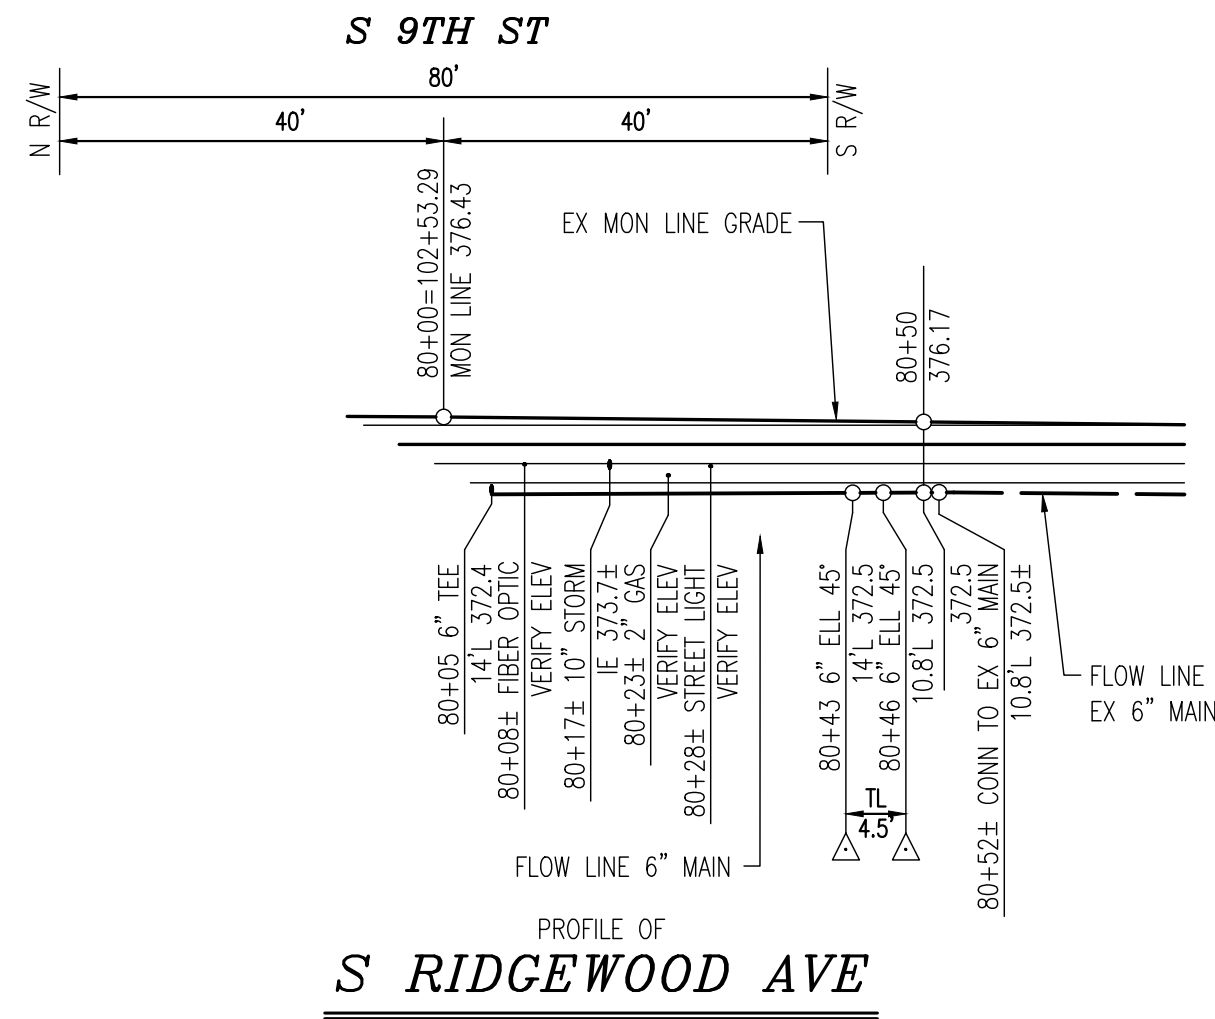 S 9TH ST
80'
40'
40'
N R/W
S R/W
80+00=102+53.29
MON LINE 376.43
EX MON LINE GRADE
80+50
376.17
80+05 6" TEE
14'L 372.4
80+08± FIBER OPTIC
VERIFY ELEV
80+17± 10" STORM
IE 373.7±
80+23± 2" GAS
VERIFY ELEV
80+28± STREET LIGHT
VERIFY ELEV
80+43 6" ELL 45°
14'L 372.5
80+46 6" ELL 45°
10.8'L 372.5
372.5
80+52± CONN TO EX 6" MAIN
10.8'L 372.5±
FLOW LINE
EX 6" MAIN
TL
4.5'
FLOW LINE 6" MAIN
PROFILE OF
S RIDGEWOOD AVE